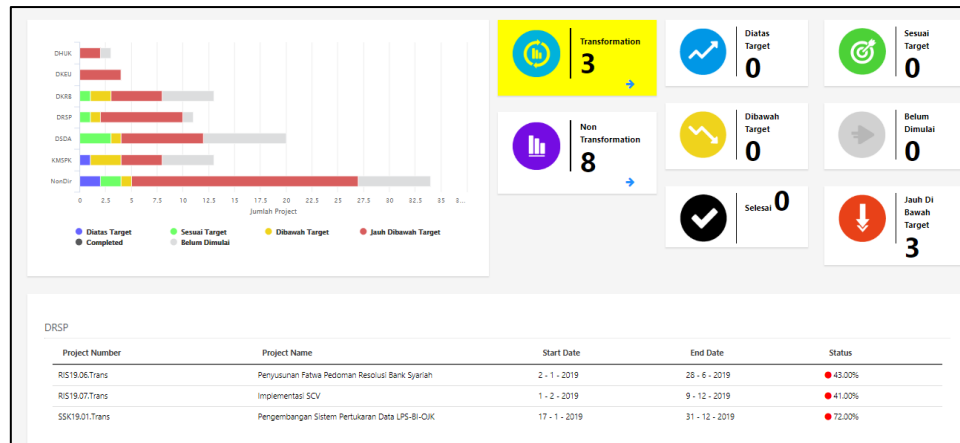 DHUK
DKEU
DKRB
DRSP
DSDA
KMSPK
NonDir
0 2.5 5 7.5 10 12.5 15 17.5 20 22.5 25 27.5 30 32.5 35 3...
Jumlah Project
Diatas Target Sesuai Target Dibawah Target Jauh Dibawah Target
Completed Belum Dimulai
Transformation
3
Non
Transformation
8
Diatas
Target
0
Sesuai
Target
0
Dibawah
Target
0
Belum
Dimulai
0
Selesai 0
Jauh Di
Bawah
Target
3
DRSP
Project Number Project Name Start Date End Date Status
RIS19.06.Trans Penyusunan Fatwa Pedoman Resolusi Bank Syariah 2 - 1 - 2019 28 - 6 - 2019 43.00%
RIS19.07.Trans Implementasi SCV 1 - 2 - 2019 9 - 12 - 2019 41.00%
SSK19.01.Trans Pengembangan Sistem Pertukaran Data LPS-BI-OJK 17 - 1 - 2019 31 - 12 - 2019 72.00%